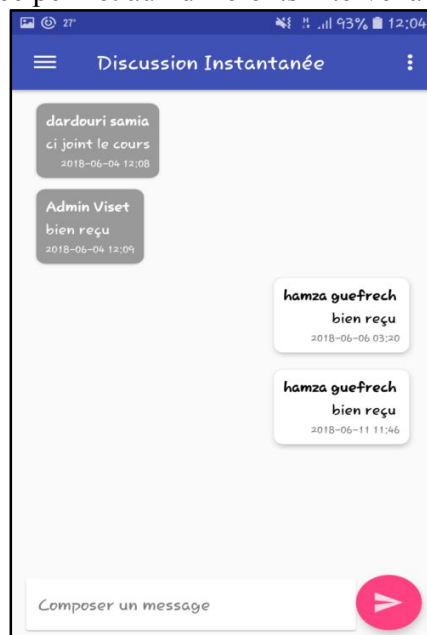 27°
93% 12:04
Discussion Instantanée
dardouri samia
ci joint le cours
2018-06-04 12:08
Admin Viset
bien reçu
2018-06-04 12:09
hamza guefrech
bien reçu
2018-06-06 03:20
hamza guefrech
bien reçu
2018-06-11 11:46
Composer un message